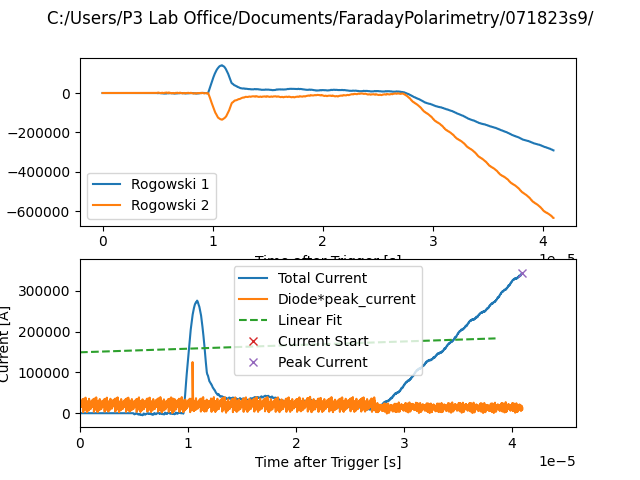 C:/Users/P3 Lab Office/Documents/FaradayPolarimetry/071823s9/
0
−200000
−400000
−600000
Rogowski 1
Rogowski 2
0 1 2 3 4
Time after Trigger [s]
1e−5
300000
200000
100000
0
Current [A]
Total Current
Diode*peak_current
Linear Fit
Current Start
Peak Current
0 1 2 3 4
Time after Trigger [s]
1e−5